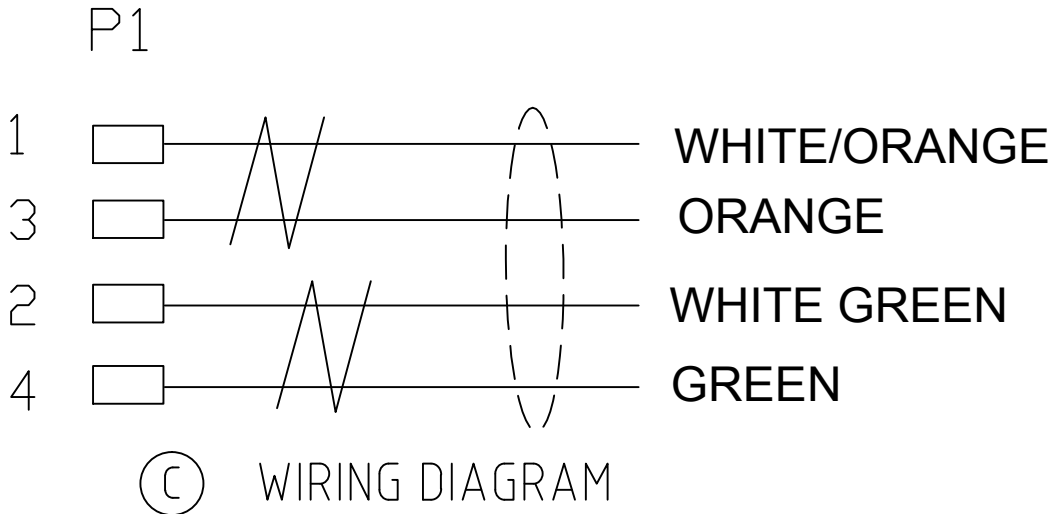 P1
1 WHITE/ORANGE
3 ORANGE
2 WHITE GREEN
4 GREEN
C WIRING DIAGRAM